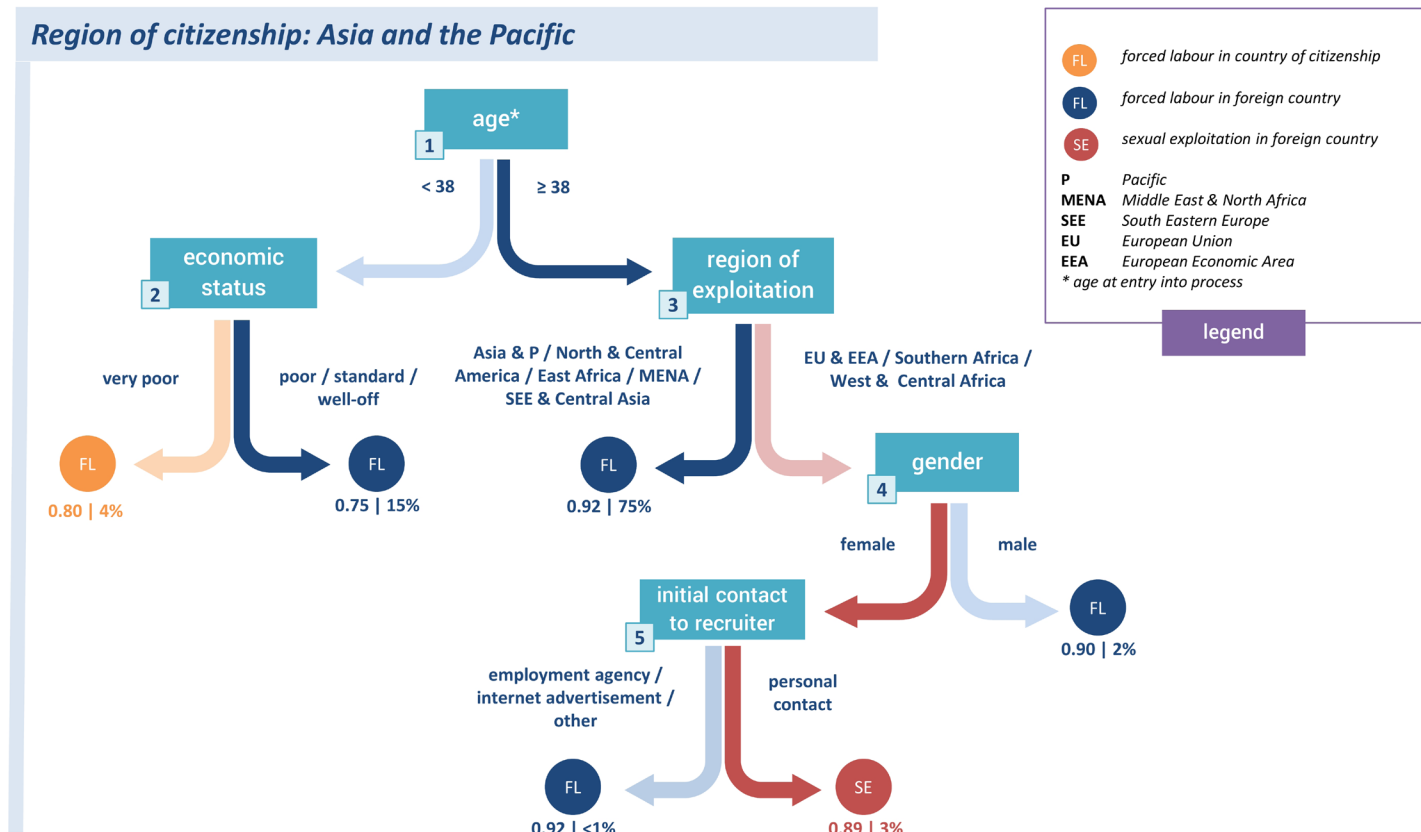 Region of citizenship: Asia and the Pacific
FL forced labour in country of citizenship
FL forced labour in foreign country
SE sexual exploitation in foreign country
P Pacific
MENA Middle East & North Africa
SEE South Eastern Europe
EU European Union
EEA European Economic Area
* age at entry into process
legend
age*
1
< 38
≥ 38
economic
status
2
region of
exploitation
3
very poor
poor / standard /
well-off
Asia & P / North & Central
America / East Africa / MENA /
SEE & Central Asia
EU & EEA / Southern Africa /
West & Central Africa
FL
0.80 | 4%
FL
0.75 | 15%
FL
0.92 | 75%
gender
4
female
male
initial contact
to recruiter
5
FL
0.90 | 2%
employment agency /
internet advertisement /
other
personal
contact
FL
0.92 | <1%
SE
0.89 | 3%